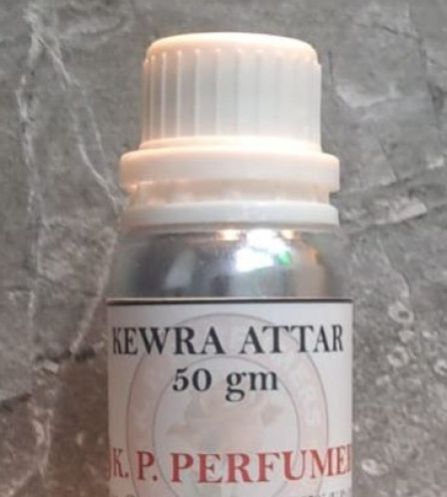 KEWRA ATTAR
50 gm
K. P. PERFUME